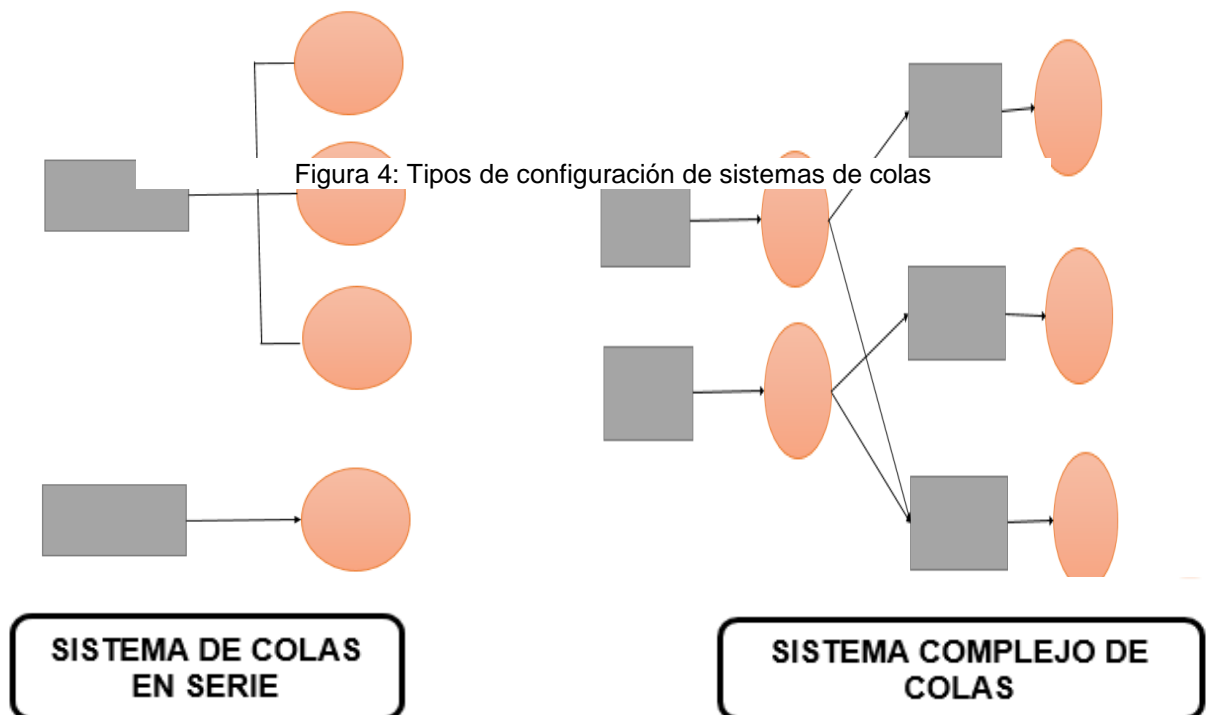 Figura 4: Tipos de configuración de sistemas de colas
SISTEMA DE COLAS
EN SERIE
SISTEMA COMPLEJO DE
COLAS